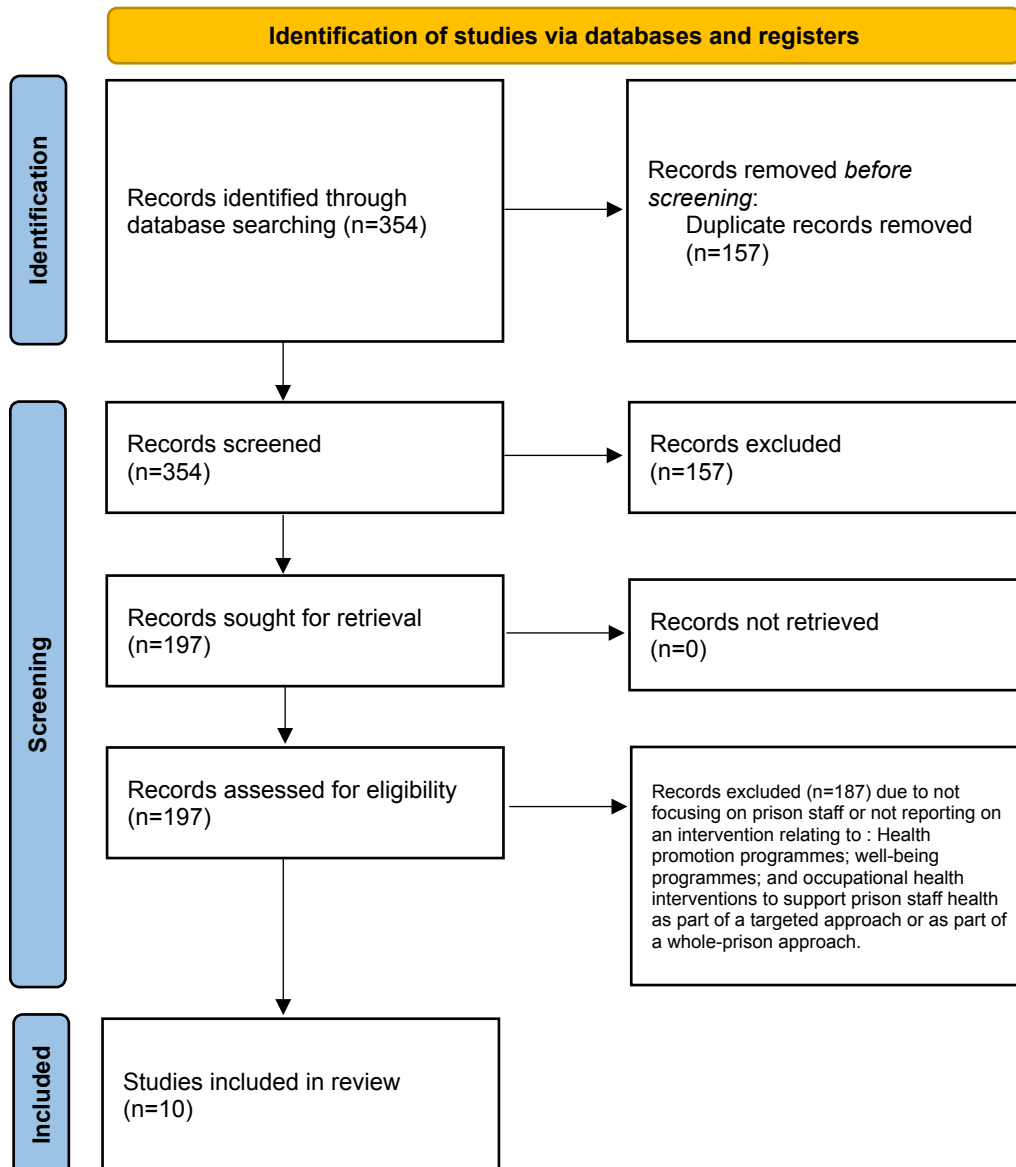 Identification of studies via databases and registers
Identification
Records identified through
database searching (n=354)
Records removed before
screening:
Duplicate records removed
(n=157)
Screening
Records screened
(n=354)
Records excluded
(n=157)
Records sought for retrieval
(n=197)
Records not retrieved
(n=0)
Records assessed for eligibility
(n=197)
Records excluded (n=187) due to not
focusing on prison staff or not reporting on
an intervention relating to : Health
promotion programmes; well-being
programmes; and occupational health
interventions to support prison staff health
as part of a targeted approach or as part of
a whole-prison approach.
Included
Studies included in review
(n=10)